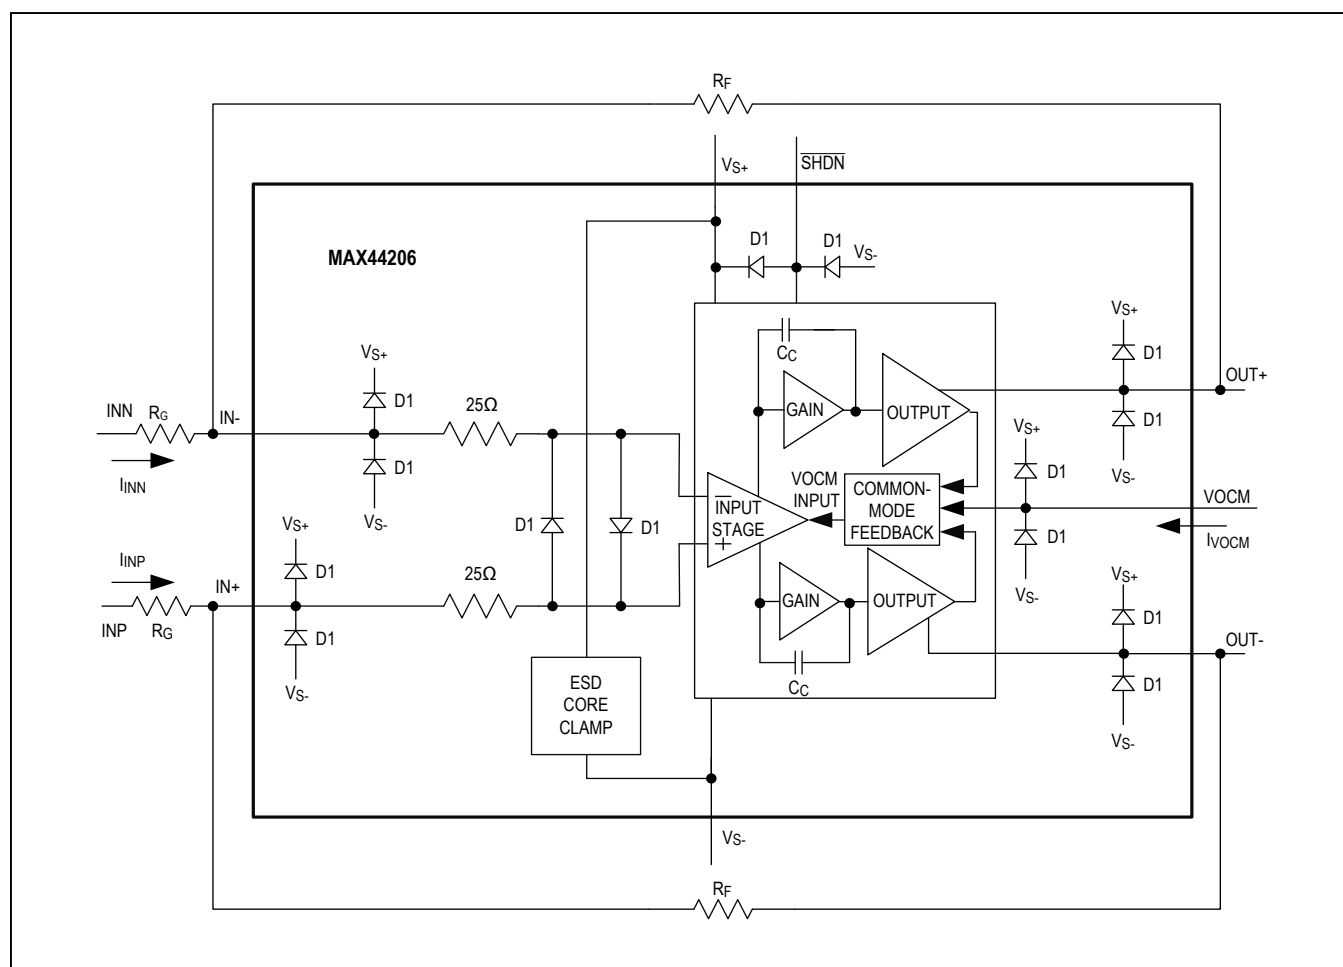 RF
VS+
SHDN
MAX44206
D1
D1
VS-
VS+
D1
VS+
D1
CC
OUT+
INN
RG
IN-
25Ω
GAIN
OUTPUT
D1
VS-
VS+
D1
IINN
D1
VS-
VOCM
INPUT
COMMON-
MODE
FEEDBACK
VOCM
D1
D1
− INPUT
STAGE
+
D1
IVOCM
VS+
D1
IINP
IN+
25Ω
VS-
VS+
D1
INP
RG
GAIN
OUTPUT
D1
VS-
OUT-
CC
D1
VS-
ESD
CORE
CLAMP
VS-
RF